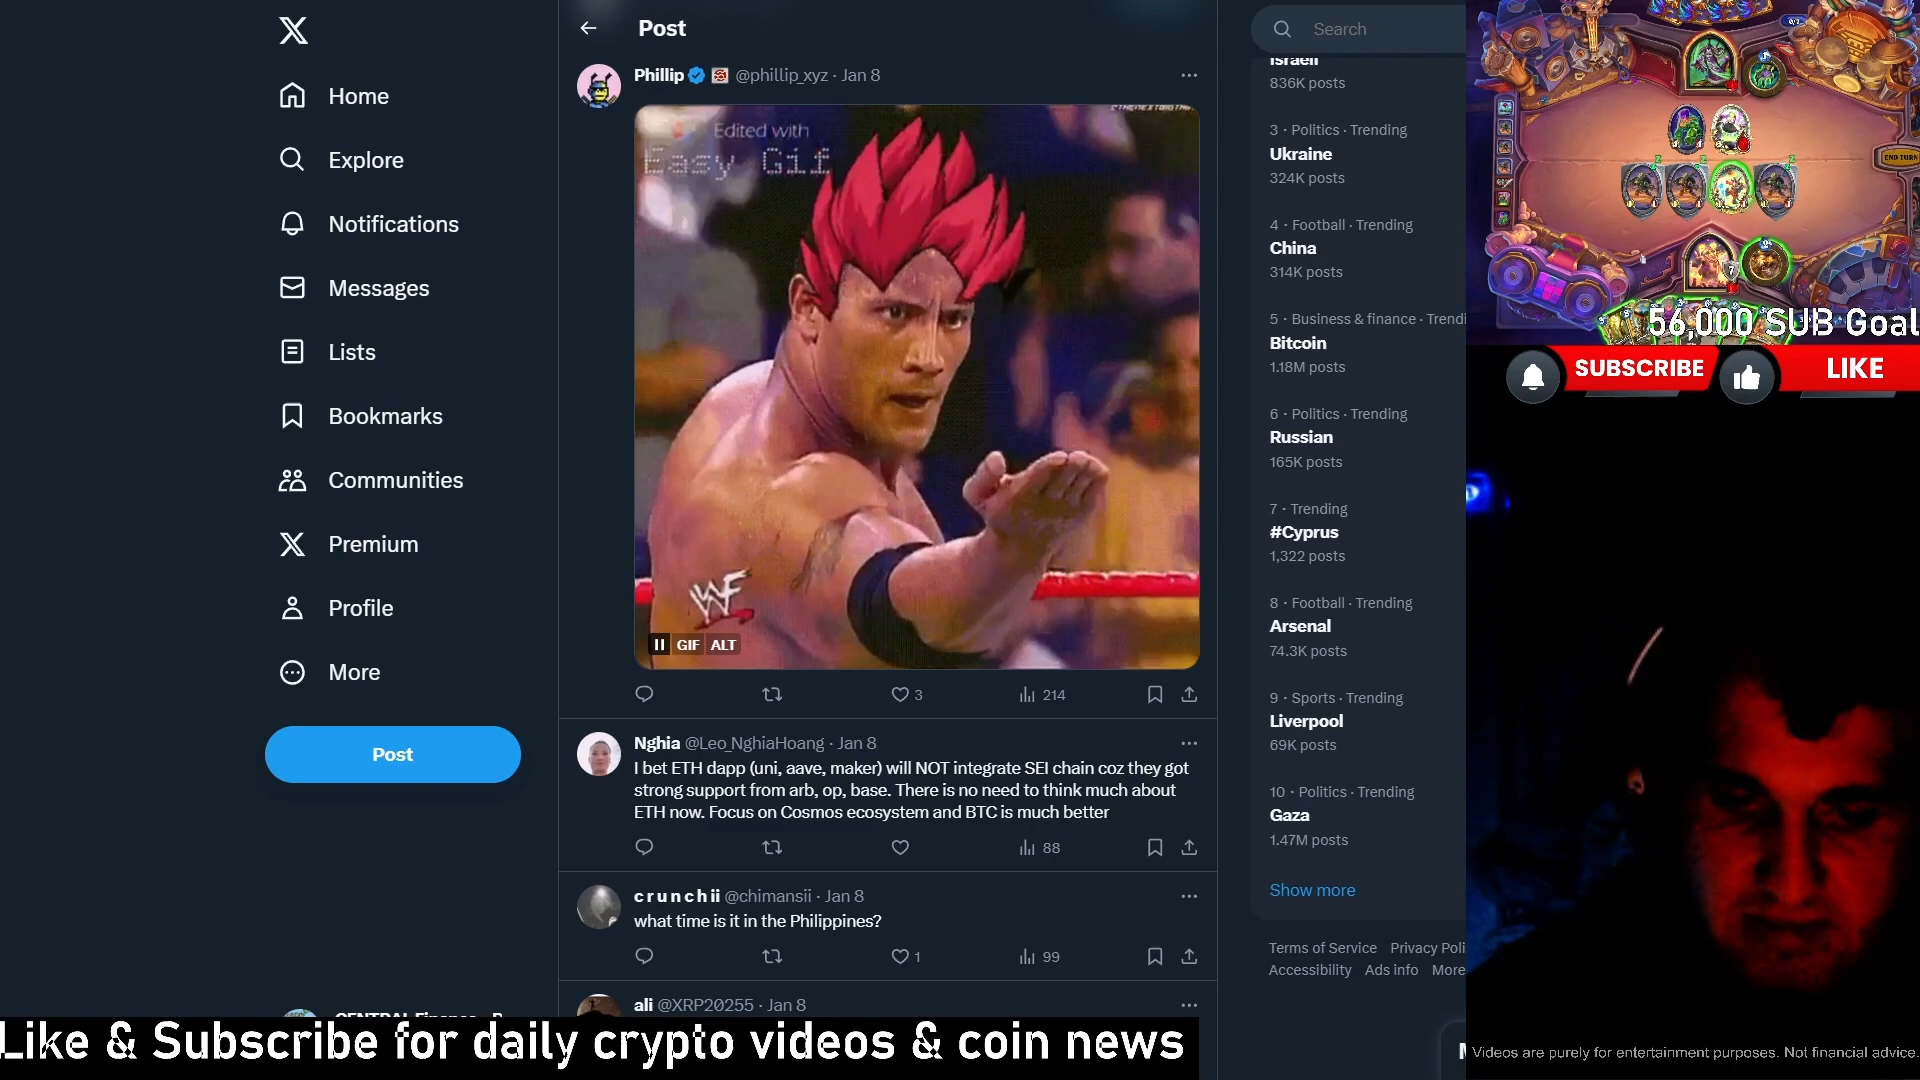 Post
Phillip @phillip_xyz · Jan 8
Edited with
Easy Gif
WF
GIF ALT
3 214
Nghia @Leo_NghiaHoang · Jan 8
I bet ETH dapp (uni, aave, maker) will NOT integrate SEI chain coz they got
strong support from arb, op, base. There is no need to think much about
ETH now. Focus on Cosmos ecosystem and BTC is much better
88
crunchii @chimansii · Jan 8
what time is it in the Philippines?
1 99
ali @XRP20255 · Jan 8
Home
Explore
Notifications
Messages
Lists
Bookmarks
Communities
Premium
Profile
More
Post
Search
Israeli
836K posts
3 · Politics · Trending
Ukraine
324K posts
4 · Football · Trending
China
314K posts
5 · Business & finance · Trendi
Bitcoin
1.18M posts
6 · Politics · Trending
Russian
165K posts
7 · Trending
#Cyprus
1,322 posts
8 · Football · Trending
Arsenal
74.3K posts
9 · Sports · Trending
Liverpool
69K posts
10 · Politics · Trending
Gaza
1.47M posts
Show more
Terms of Service Privacy Poli
Accessibility Ads info More
END TURN
7
56,000 SUB Goal
SUBSCRIBE LIKE
Like & Subscribe for daily crypto videos & coin news
Videos are purely for entertainment purposes. Not financial advice.